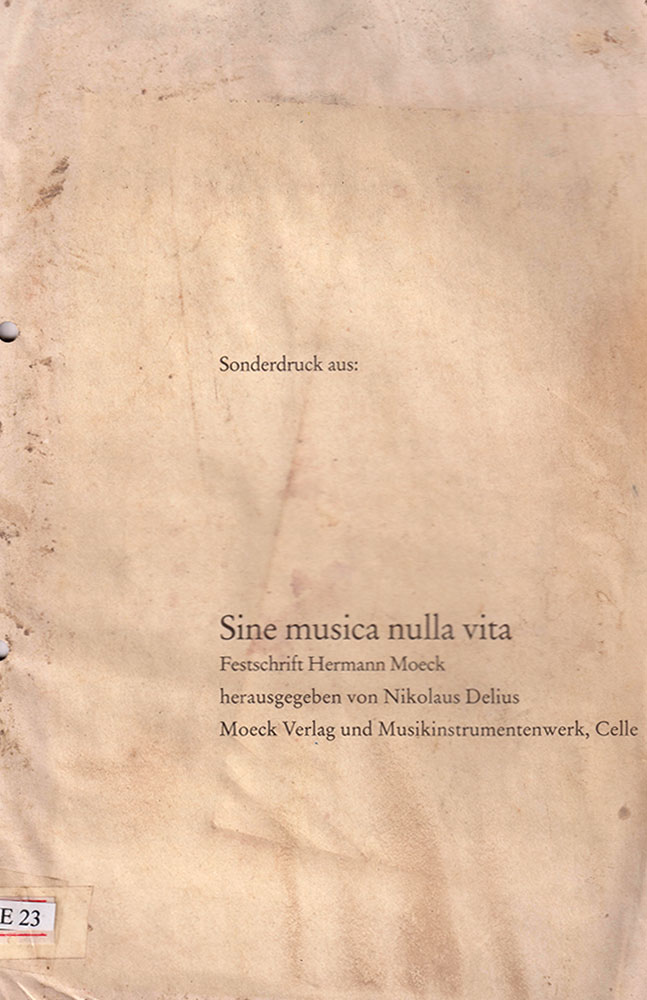 Sonderdruck aus:
Sine musica nulla vita
Festschrift Hermann Moeck
herausgegeben von Nikolaus Delius
Moeck Verlag und Musikinstrumentenwerk, Celle
E 23